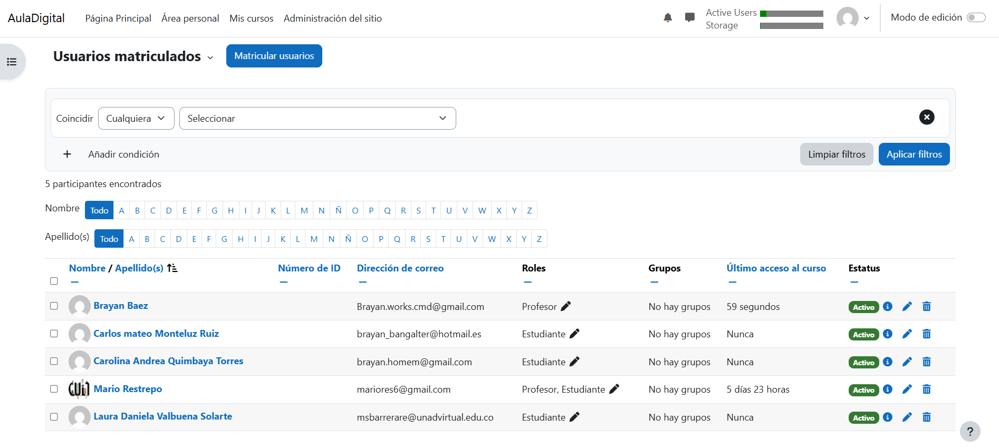 AulaDigital Página Principal Área personal Mis cursos Administración del sitio Active Users Storage Modo de edición
Usuarios matriculados Matricular usuarios
Coincidir Cualquiera Seleccionar
Añadir condición Limpiar filtros Aplicar filtros
5 participantes encontrados
Nombre Todo A B C D E F G H I J K L M N Ñ O P Q R S T U V W X Y Z
Apellido(s) Todo A B C D E F G H I J K L M N Ñ O P Q R S T U V W X Y Z
Nombre / Apellido(s) Número de ID Dirección de correo Roles Grupos Último acceso al curso Estatus
Brayan Baez Brayan.works.cmd@gmail.com Profesor No hay grupos 59 segundos Activo
Carlos mateo Monteluz Ruiz brayan_bangalter@hotmail.es Estudiante No hay grupos Nunca Activo
Carolina Andrea Quimbaya Torres brayan.homem@gmail.com Estudiante No hay grupos Nunca Activo
Mario Restrepo mariores6@gmail.com Profesor, Estudiante No hay grupos 5 días 23 horas Activo
Laura Daniela Valbuena Solarte msbarrerare@unadvirtual.edu.co Estudiante No hay grupos Nunca Activo
?